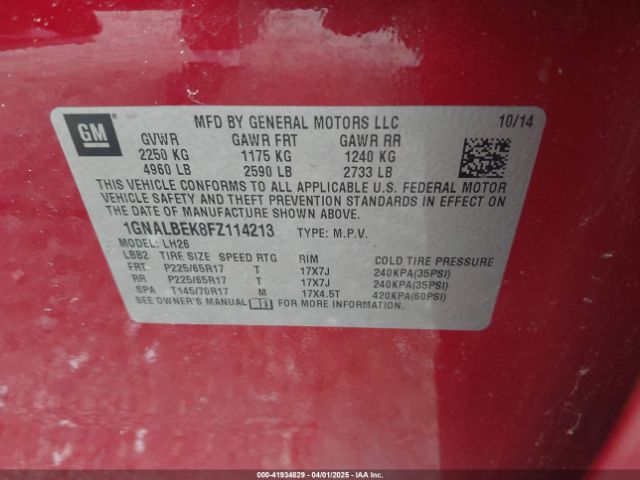 GM
MFD BY GENERAL MOTORS LLC 10/14
GVWR GAWR FRT GAWR RR
2250 KG 1175 KG 1240 KG
4960 LB 2590 LB 2733 LB
THIS VEHICLE CONFORMS TO ALL APPLICABLE U.S. FEDERAL MOTOR
VEHICLE SAFETY AND THEFT PREVENTION STANDARDS IN EFFECT ON
THE DATE OF MANUFACTURE SHOWN ABOVE.
1GNALBEK8FZ114213 TYPE: M.P.V.
MODEL: LH26
LBB2 TIRE SIZE SPEED RTG RIM COLD TIRE PRESSURE
FRT P225/65R17 T 17X7J 240KPA(35PSI)
RR P225/65R17 T 17X7J 240KPA(35PSI)
SPA T145/70R17 M 17X4.5T 420KPA(60PSI)
SEE OWNER'S MANUAL FOR MORE INFORMATION.
00-41934829 04/01/2025 IAAI.CA